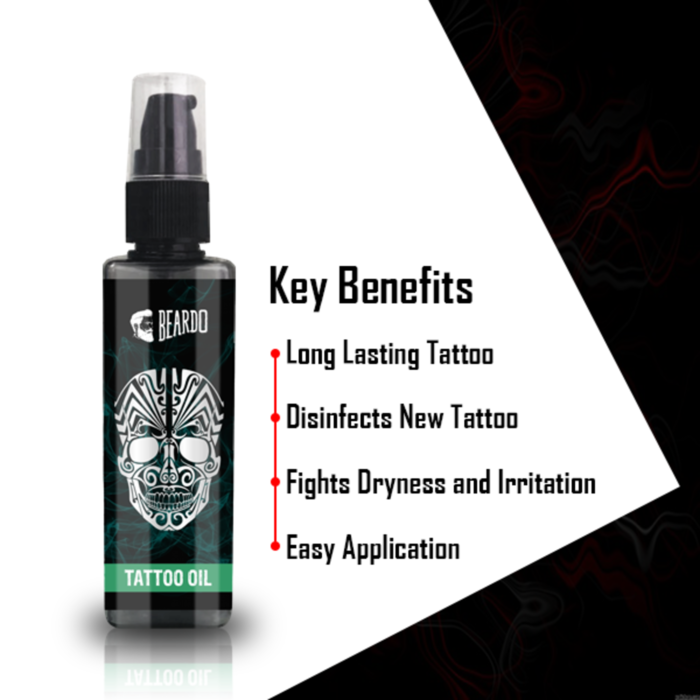 BEARDO
TATTOO OIL
Key Benefits
Long Lasting Tattoo
Disinfects New Tattoo
Fights Dryness and Irritation
Easy Application